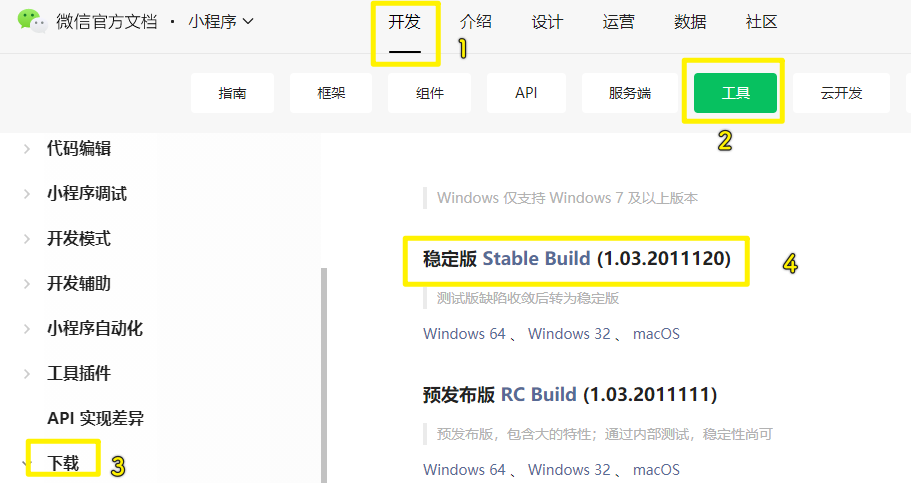 微信官方文档 · 小程序 开发 介绍 设计 运营 数据 社区
1
指南 框架 组件 API 服务端 工具 云开发
2
代码编辑
小程序调试
开发模式
开发辅助
小程序自动化
工具插件
API 实现差异
下载
3
Windows 仅支持 Windows 7 及以上版本
稳定版 Stable Build (1.03.2011120)
4
测试版缺陷收敛后转为稳定版
Windows 64 、 Windows 32 、 macOS
预发布版 RC Build (1.03.2011111)
预发布版，包含大的特性；通过内部测试，稳定性尚可
Windows 64 、 Windows 32 、 macOS